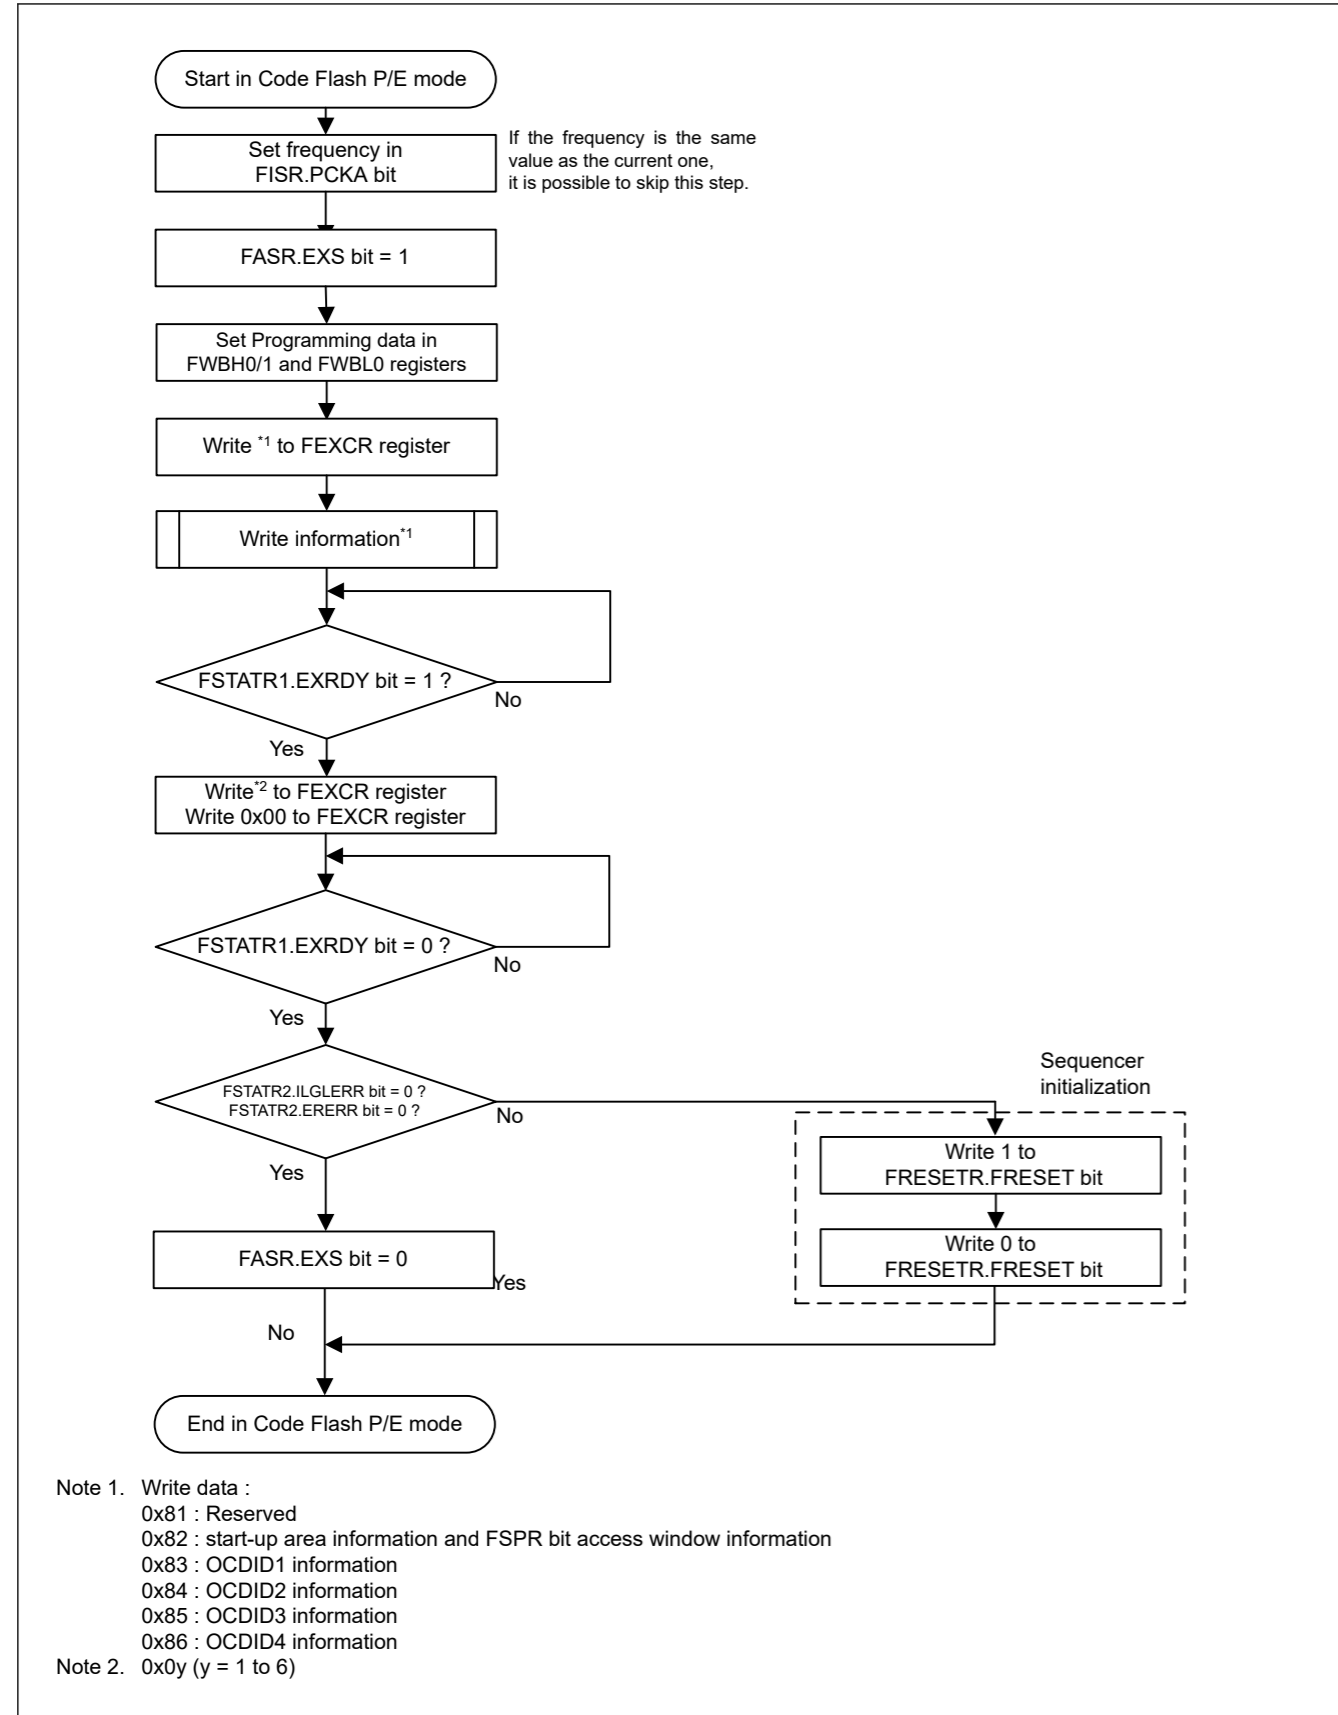 Start in Code Flash P/E mode
Set frequency in
FISR.PCKA bit
If the frequency is the same
value as the current one,
it is possible to skip this step.
FASR.EXS bit = 1
Set Programming data in
FWBH0/1 and FWBL0 registers
Write *1 to FEXCR register
Write information*1
FSTATR1.EXRDY bit = 1 ?
No
Yes
Write*2 to FEXCR register
Write 0x00 to FEXCR register
FSTATR1.EXRDY bit = 0 ?
No
Yes
FSTATR2.ILGLERR bit = 0 ?
FSTATR2.ERERR bit = 0 ?
No
Yes
Sequencer
initialization
Write 1 to
FRESETR.FRESET bit
Write 0 to
FRESETR.FRESET bit
FASR.EXS bit = 0
Yes
No
End in Code Flash P/E mode
Note 1. Write data :
0x81 : Reserved
0x82 : start-up area information and FSPR bit access window information
0x83 : OCDID1 information
0x84 : OCDID2 information
0x85 : OCDID3 information
0x86 : OCDID4 information
Note 2. 0x0y (y = 1 to 6)